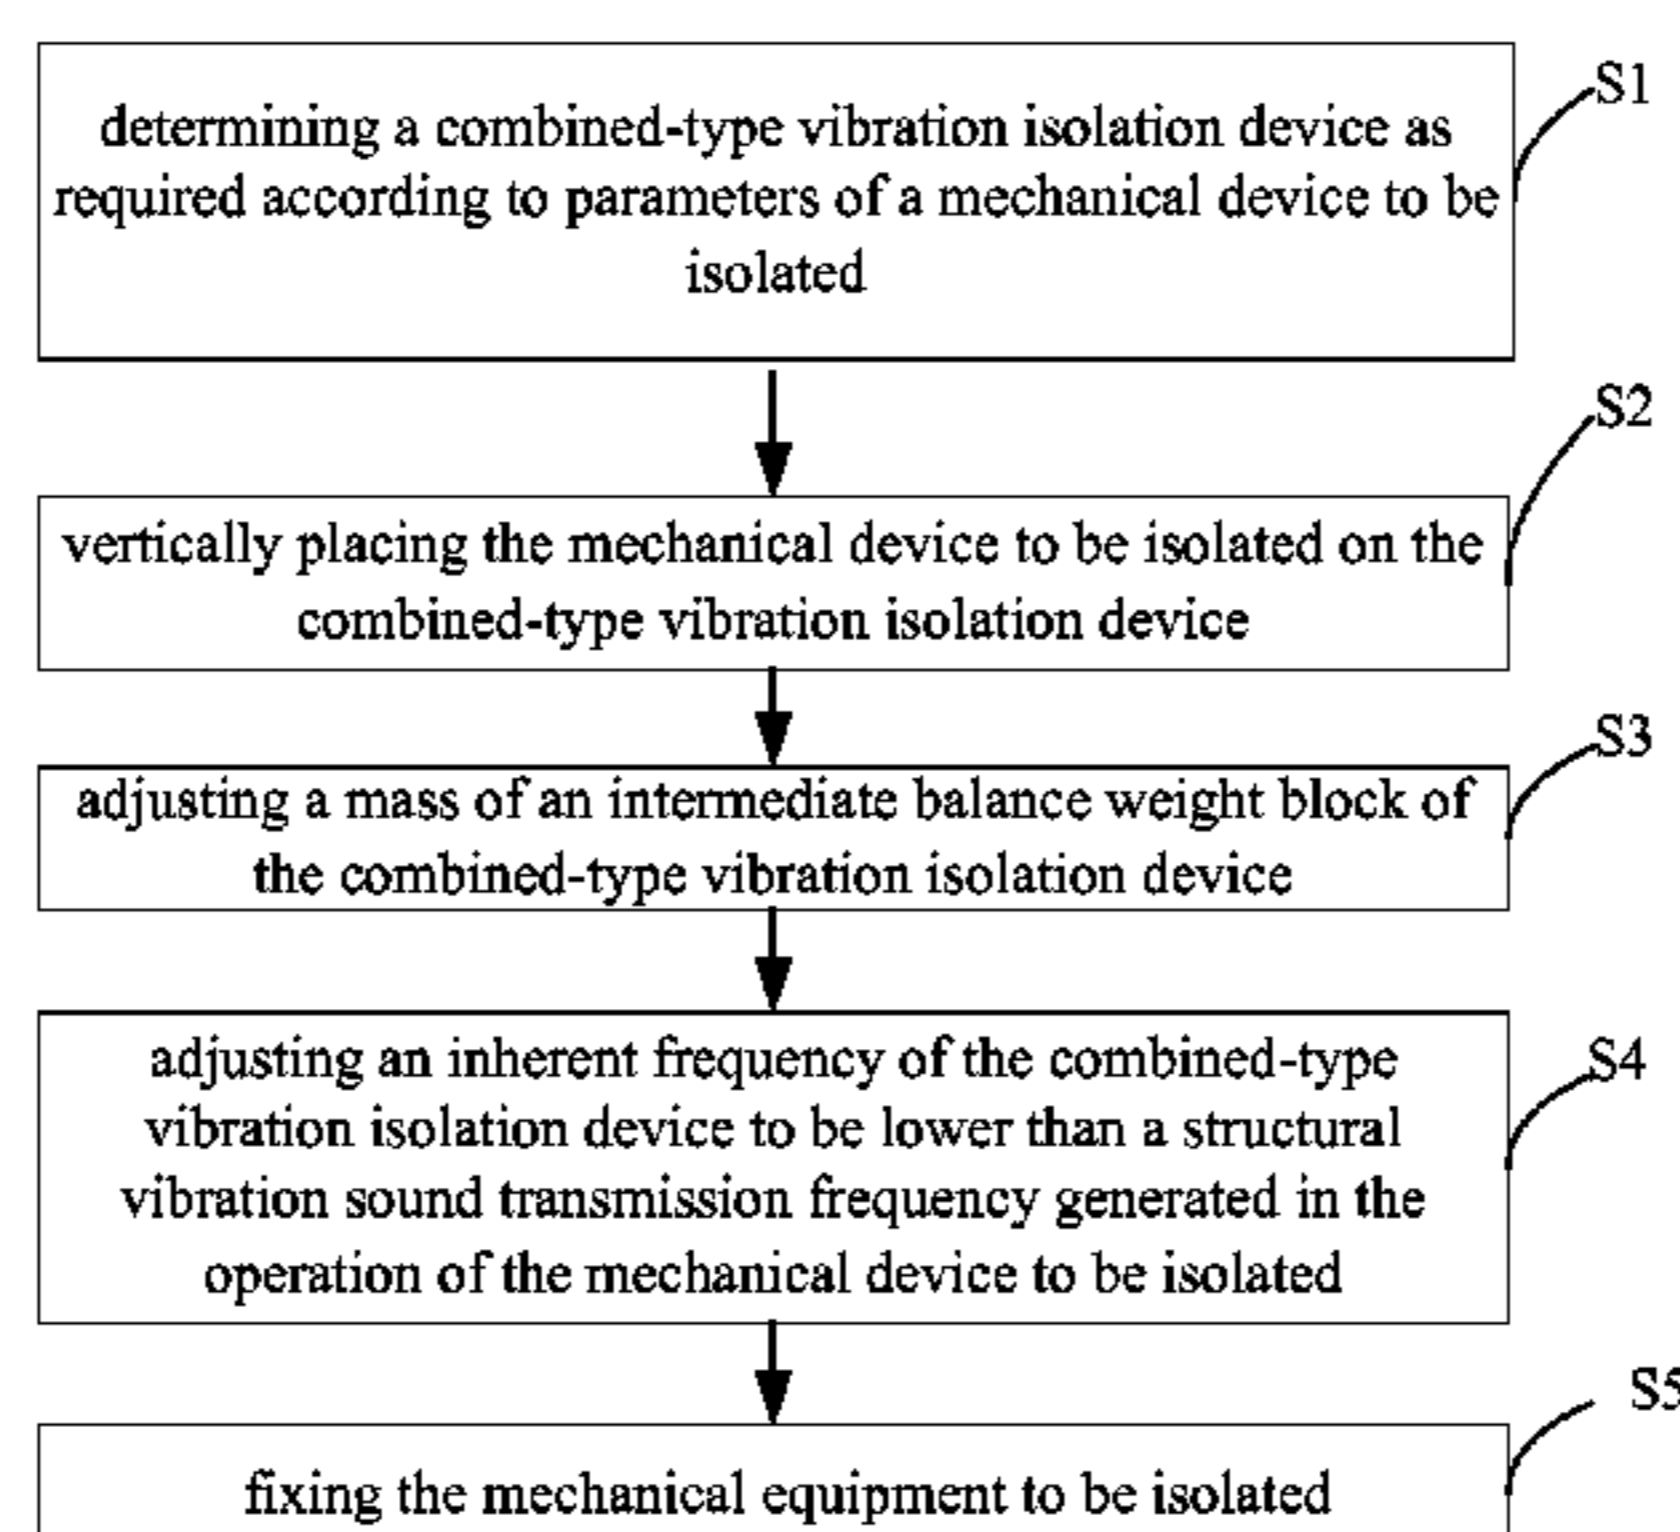 S1
determining a combined-type vibration isolation device as
required according to parameters of a mechanical device to be
isolated
S2
vertically placing the mechanical device to be isolated on the
combined-type vibration isolation device
S3
adjusting a mass of an intermediate balance weight block of
the combined-type vibration isolation device
S4
adjusting an inherent frequency of the combined-type
vibration isolation device to be lower than a structural
vibration sound transmission frequency generated in the
operation of the mechanical device to be isolated
S5
fixing the mechanical equipment to be isolated